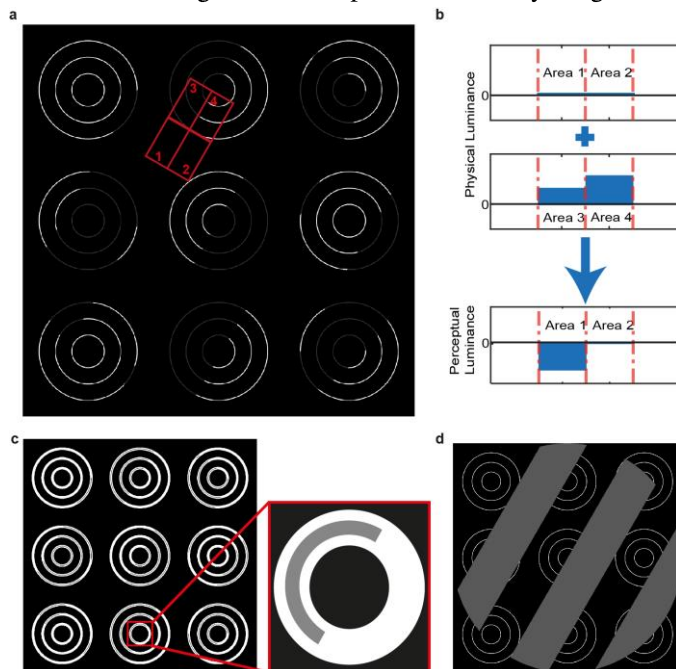 a
3
4
1
2
b
Physical Luminance
Area 1 Area 2
0
0
Area 3 Area 4
Perceptual
Luminance
Area 1 Area 2
0
c
d